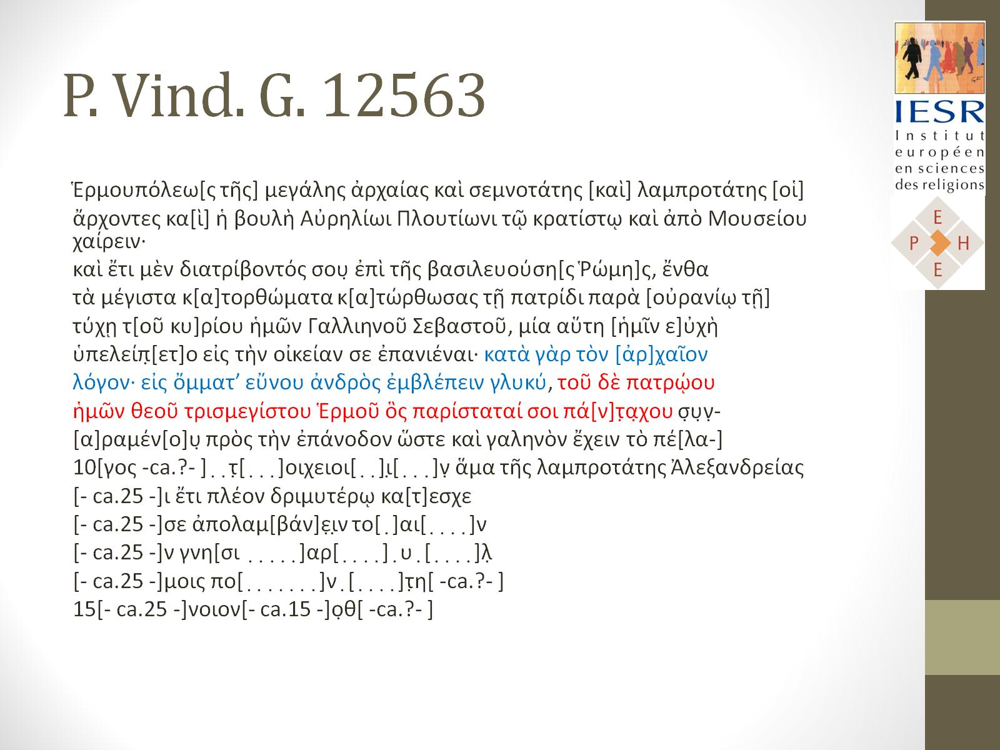 P. Vind. G. 12563
Ἑρμουπόλεω[ς τῆς] μεγάλης ἀρχαίας καὶ σεμνοτάτης [καὶ] λαμπροτάτης [οἱ]
ἄρχοντες κα[ὶ] ἡ βουλὴ Αὐρηλίωι Πλουτίωνι τῷ κρατίστῳ καὶ ἀπὸ Μουσείου
χαίρειν·
καὶ ἔτι μὲν διατρίβοντός σου̣ ἐπὶ τῆς βασιλευούση[ς Ῥώμη]ς, ἔνθα
τὰ μέγιστα κ[α]τορθώματα κ[α]τώρθωσας τῇ πατρίδι παρὰ [οὐρανίῳ τῇ]
τύχῃ τ[οῦ κυ]ρίου ἡμῶν Γαλλιηνοῦ Σεβαστοῦ, μία αὕτη [ἡμῖν ε]ὐχὴ
ὑπελείπ̣[ετ]ο εἰς τὴν οἰκείαν σε ἐπανιέναι· κατὰ γὰρ τὸν [ἀρ]χ̣αῖον
λόγον· εἰς ὄμματ’ εὔνου ἀνδρὸς ἐμβλέπειν γλυκύ, τοῦ δὲ πατρῴου
ἡμῶν θεοῦ τρισμεγίστου Ἑρμοῦ ὃς παρίσταταί σοι πά[ν]τ̣α̣χου σ̣υ̣ν̣-
[α]ραμέν[ο]υ̣ πρὸς τὴν ἐπάνοδον ὥστε καὶ γαληνὸν ἔχειν τὸ πέ[λα-]
10[γος -ca.?- ] ̣ ̣τ̣[ ̣ ̣ ̣]οιχειοι[ ̣ ̣]ι̣[ ̣ ̣ ̣]ν̣ ἅμα τῆς λαμπροτάτης Ἀλεξανδρείας
[- ca.25 -]ι ἔτι πλέον δριμυτέρῳ κα[τ]εσχε
[- ca.25 -]σε ἀπολαμ[βάν]ε̣ι̣ν το[ ̣]αι[ ̣ ̣ ̣ ̣]ν
[- ca.25 -]ν γνη[σι ̣ ̣ ̣ ̣ ̣]αρ[ ̣ ̣ ̣ ̣] ̣υ ̣[ ̣ ̣ ̣ ̣]λ̣
[- ca.25 -]μοις πο[ ̣ ̣ ̣ ̣ ̣ ̣ ̣]ν ̣[ ̣ ̣ ̣ ̣]τ̣η[ -ca.?- ]
15[- ca.25 -]νοιον[- ca.15 -]ο̣θ[ -ca.?- ]
GF
IESR
Institut
européen
en sciences
des religions
E
P H
E